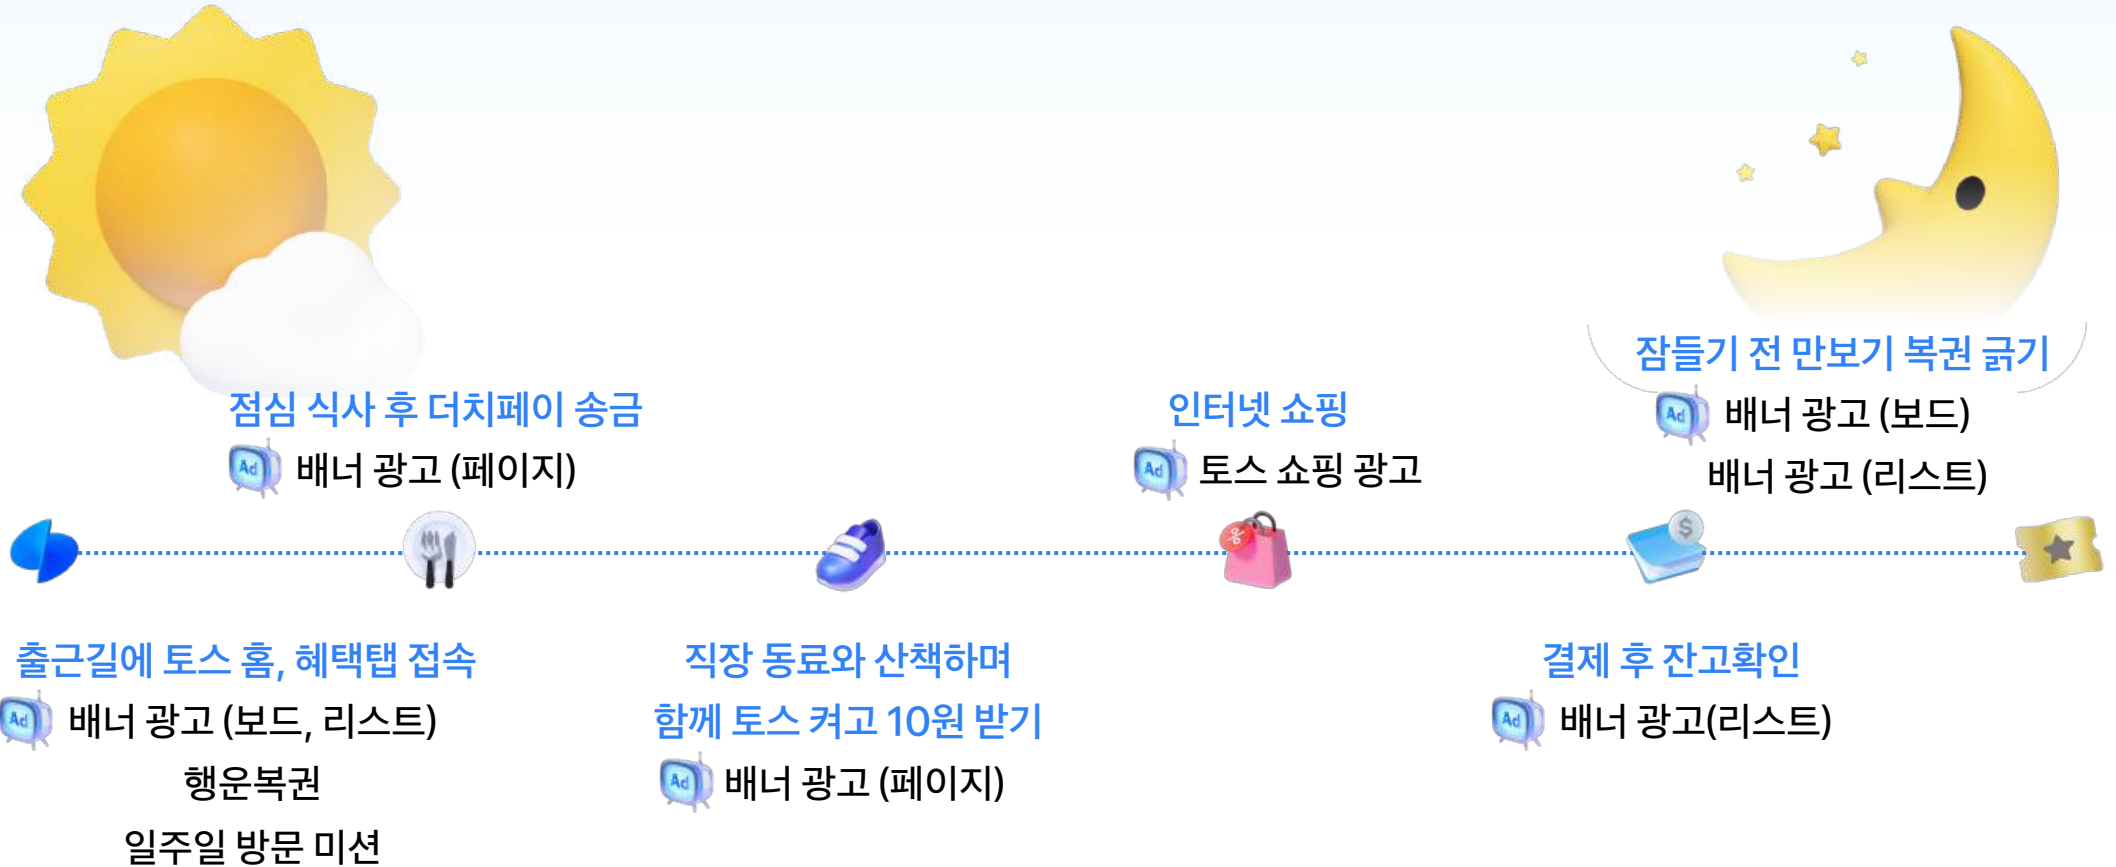 출근길에 토스 홈, 혜택탭 접속
Ad 배너 광고 (보드, 리스트)
행운복권
일주일 방문 미션
점심 식사 후 더치페이 송금
Ad 배너 광고 (페이지)
직장 동료와 산책하며
함께 토스 켜고 10원 받기
Ad 배너 광고 (페이지)
인터넷 쇼핑
Ad 토스 쇼핑 광고
%
결제 후 잔고확인
Ad 배너 광고(리스트)
$
잠들기 전 만보기 복권 긁기
Ad 배너 광고 (보드)
배너 광고 (리스트)